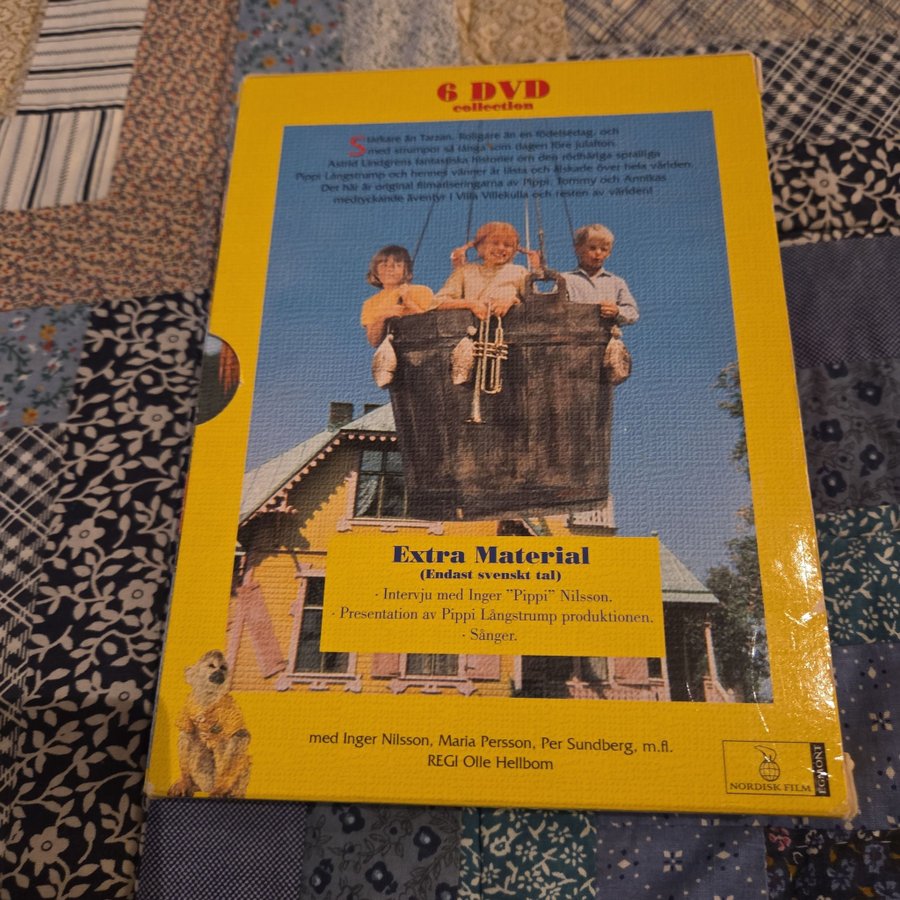 6 DVD
collection
Starkare än Tarzan. Roligare än en födelsedag, och
med strumpor så långa som dagen före julafton.
Astrid Lindgrens fantastiska historier om den rödhåriga spralliga
Pippi Långstrump och hennes vänner är lästa och älskade över hela världen.
Det här är original filmatiseringarna av Pippi, Tommy och Annikas
medryckande äventyr i Villa Villekulla och resten av världen!
Extra Material
(Endast svenskt tal)
· Intervju med Inger "Pippi" Nilsson.
· Presentation av Pippi Långstrump produktionen.
· Sånger.
med Inger Nilsson, Maria Persson, Per Sundberg, m.fl.
REGI Olle Hellbom
NORDISK FILM
EGMONT